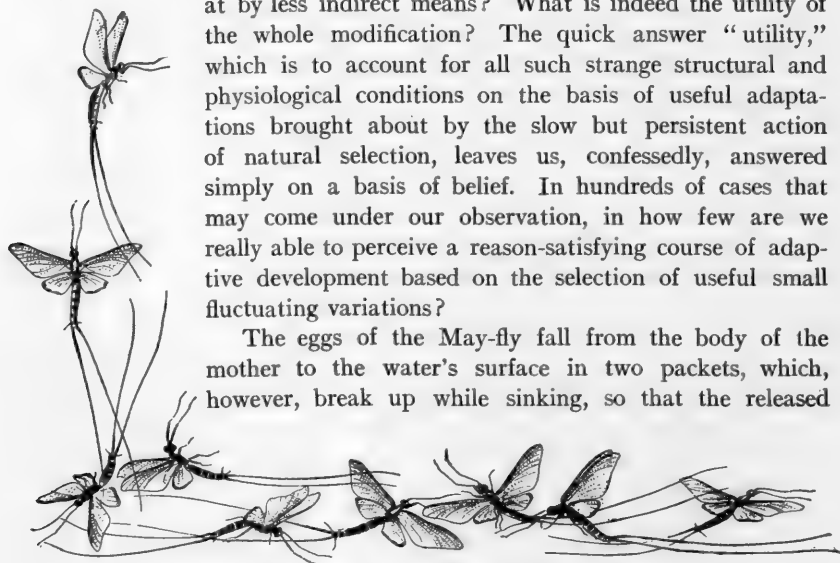 at by less indirect means? What is indeed the utility of
the whole modification? The quick answer “utility,”
which is to account for all such strange structural and
physiological conditions on the basis of useful adapta-
tions brought about by the slow but persistent action
of natural selection, leaves us, confessedly, answered
simply on a basis of belief. In hundreds of cases that
may come under our observation, in how few are we
really able to perceive a reason-satisfying course of adap-
tive development based on the selection of useful small
fluctuating variations?
The eggs of the May-fly fall from the body of the
mother to the water's surface in two packets, which,
however, break up while sinking, so that the released